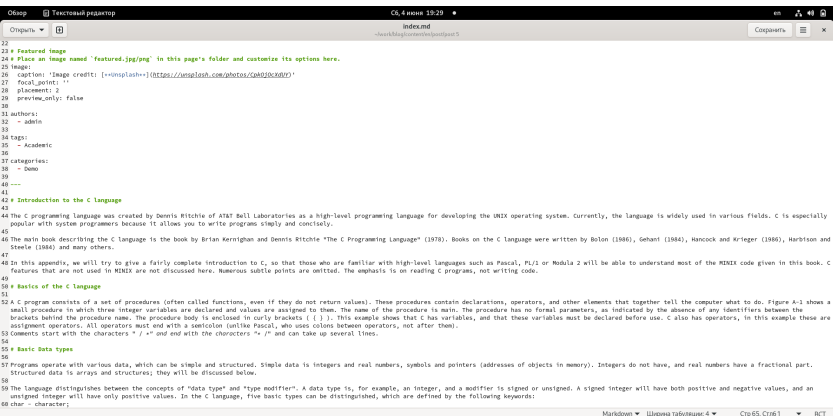 Обзор Текстовый редактор Сб, 4 июня 19:29 en
Открыть index.md Сохранить
~/work/blog/content/en/post/post 5
22
23 # Featured image
24 # Place an image named `featured.jpg/png` in this page's folder and customize its options here.
25 image:
26 caption: 'Image credit: [**Unsplash**](https://unsplash.com/photos/CpkOjOcXdUY)'
27 focal_point: ''
28 placement: 2
29 preview_only: false
30
31 authors:
32 - admin
33
34 tags:
35 - Academic
36
37 categories:
38 - Demo
39
40 ---
41
42 # Introduction to the C language
43
44 The C programming language was created by Dennis Ritchie of AT&T Bell Laboratories as a high-level programming language for developing the UNIX operating system. Currently, the language is widely used in various fields. C is especially
popular with system programmers because it allows you to write programs simply and concisely.
45
46 The main book describing the C language is the book by Brian Kernighan and Dennis Ritchie "The C Programming Language" (1978). Books on the C language were written by Bolon (1986), Gehani (1984), Hancock and Krieger (1986), Harbison and
Steele (1984) and many others.
47
48 In this appendix, we will try to give a fairly complete introduction to C, so that those who are familiar with high-level languages such as Pascal, PL/1 or Modula 2 will be able to understand most of the MINIX code given in this book. C
features that are not used in MINIX are not discussed here. Numerous subtle points are omitted. The emphasis is on reading C programs, not writing code.
49
50 # Basics of the C language
51
52 A C program consists of a set of procedures (often called functions, even if they do not return values). These procedures contain declarations, operators, and other elements that together tell the computer what to do. Figure A-1 shows a
small procedure in which three integer variables are declared and values are assigned to them. The name of the procedure is main. The procedure has no formal parameters, as indicated by the absence of any identifiers between the
brackets behind the procedure name. The procedure body is enclosed in curly brackets ( { } ). This example shows that C has variables, and that these variables must be declared before use. C also has operators, in this example these are
assignment operators. All operators must end with a semicolon (unlike Pascal, who uses colons between operators, not after them).
53 Comments start with the characters " / *" and end with the characters "* /" and can take up several lines.
54
55 # Basic Data types
56
57 Programs operate with various data, which can be simple and structured. Simple data is integers and real numbers, symbols and pointers (addresses of objects in memory). Integers do not have, and real numbers have a fractional part.
Structured data is arrays and structures; they will be discussed below.
58
59 The language distinguishes between the concepts of "data type" and "type modifier". A data type is, for example, an integer, and a modifier is signed or unsigned. A signed integer will have both positive and negative values, and an
unsigned integer will have only positive values. In the C language, five basic types can be distinguished, which are defined by the following keywords:
60 char - character;
Markdown Ширина табуляции: 4 Стр 65, Стлб 1 ВСТ